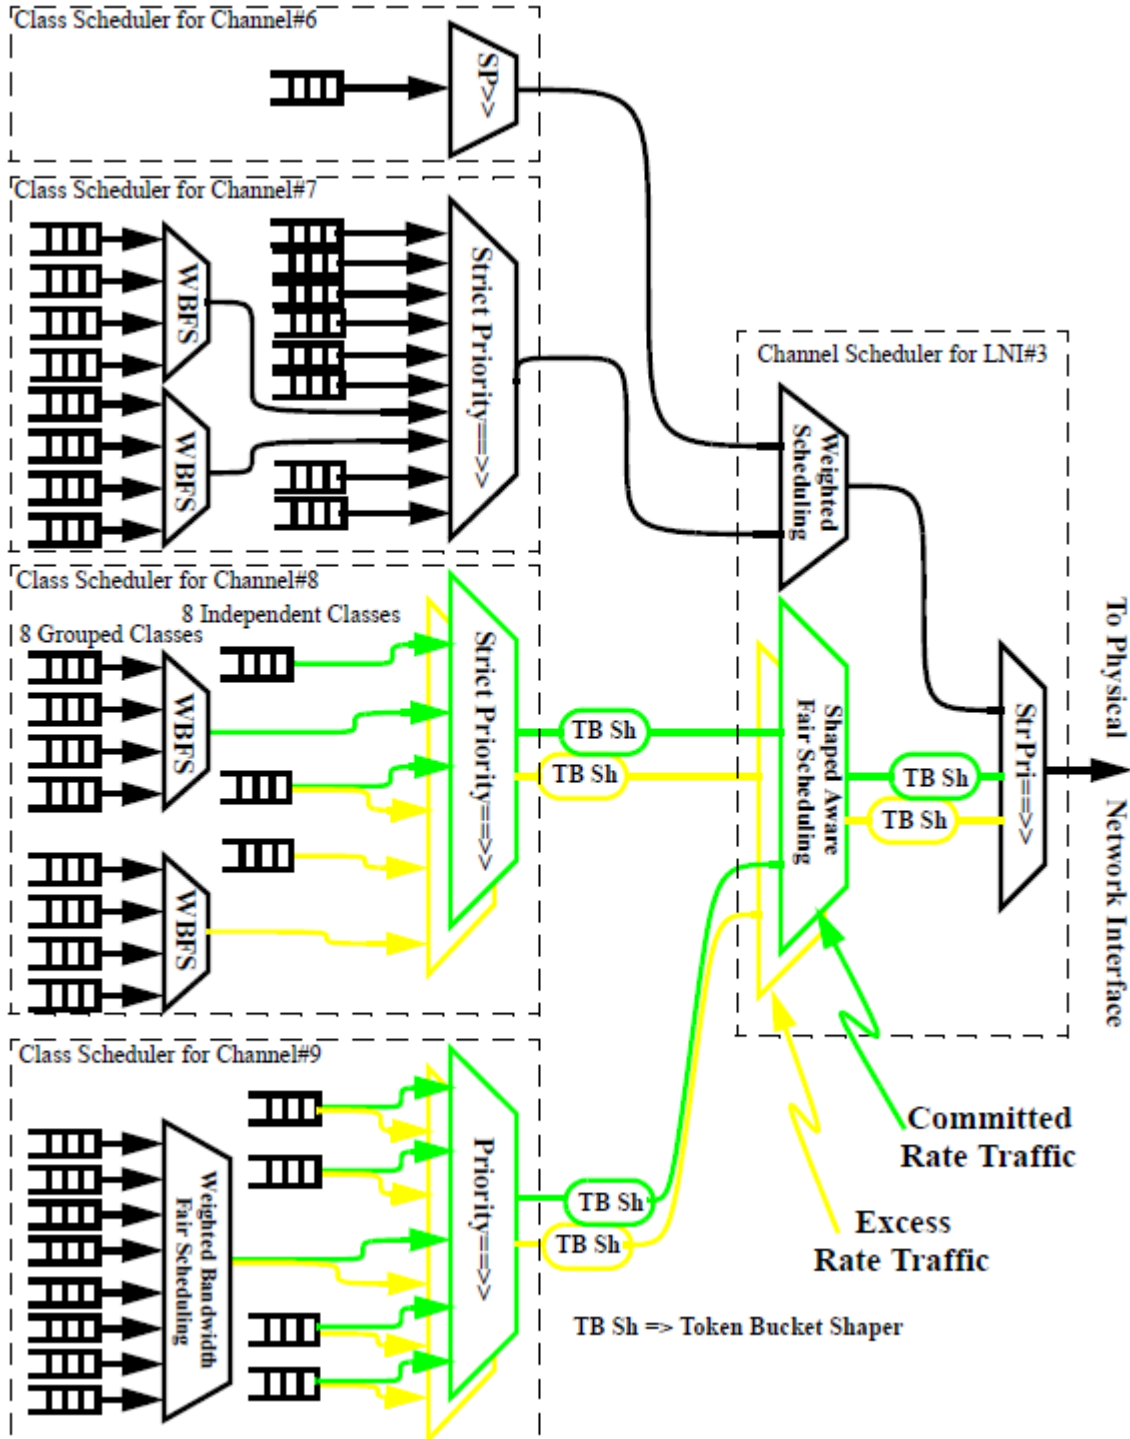 Class Scheduler for Channel#6
SP>>
Class Scheduler for Channel#7
WBFS
WBFS
Strict Priority==>>
Channel Scheduler for LNI#3
Weighted
Scheduling
Class Scheduler for Channel#8
8 Independent Classes
8 Grouped Classes
WBFS
WBFS
Strict Priority==>>
TB Sh
TB Sh
Shaped Aware
Fair Scheduling
TB Sh
TB Sh
StrPri==>>
To Physical Network Interface
Class Scheduler for Channel#9
Weighted Bandwidth
Fair Scheduling
Priority==>>
TB Sh
TB Sh
Committed
Rate Traffic
Excess
Rate Traffic
TB Sh => Token Bucket Shaper